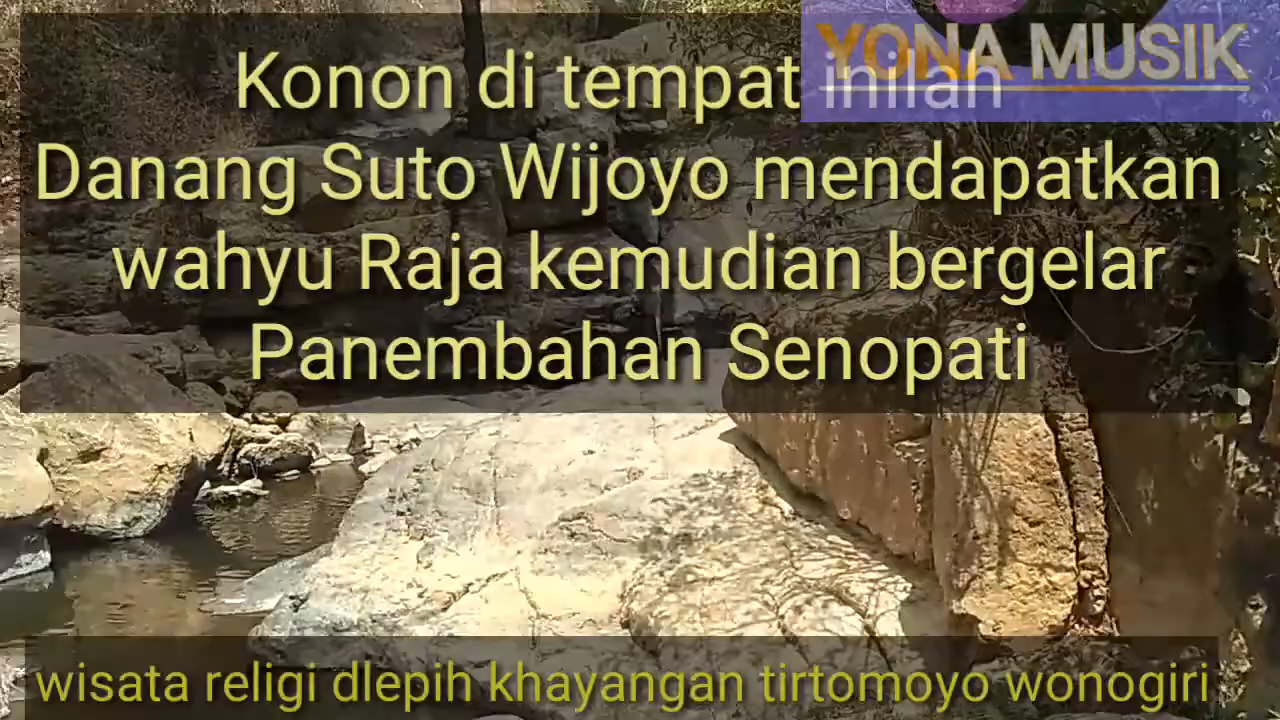 YONA MUSIK
Konon di tempat inilah
Danang Suto Wijoyo mendapatkan
wahyu Raja kemudian bergelar
Panembahan Senopati
wisata religi dlepih khayangan tirtomoyo wonogiri